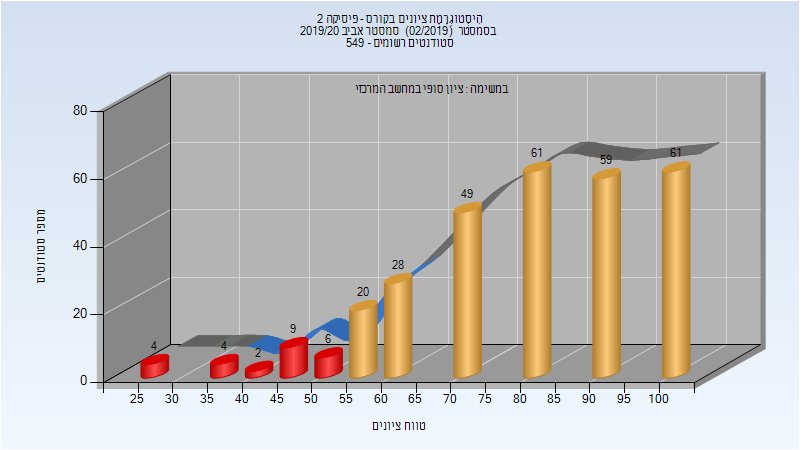 היסטוגרמת ציונים בקורס - פיסיקה 2
בסמסטר (02/2019) סמסטר אביב 2019/20
סטודנטים רשומים - 549
במשימה : ציון סופי במחשב המרכזי
80
60
40
20
0
מספר סטודנטים
4
4
2
9
6
20
28
49
61
59
61
25 30 35 40 45 50 55 60 65 70 75 80 85 90 95 100
טווח ציונים